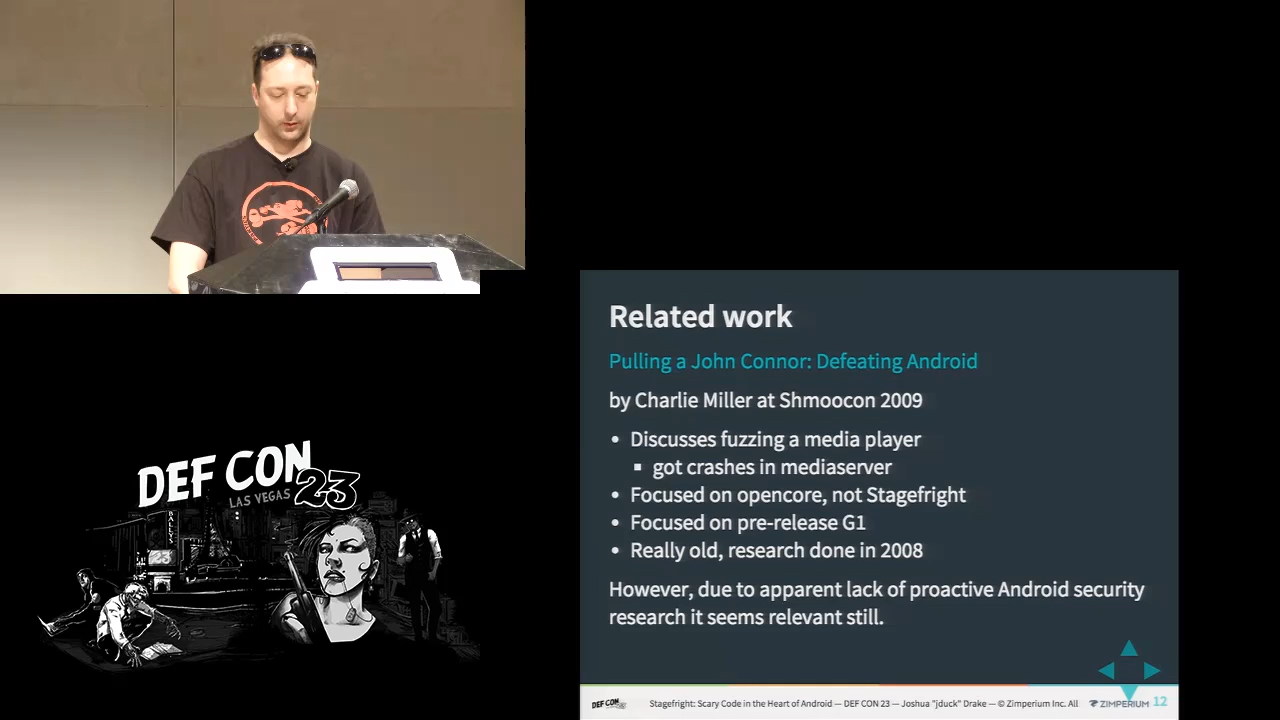 Related work
Pulling a John Connor: Defeating Android
by Charlie Miller at Shmoocon 2009
• Discusses fuzzing a media player
▪ got crashes in mediaserver
• Focused on opencore, not Stagefright
• Focused on pre-release G1
• Really old, research done in 2008
However, due to apparent lack of proactive Android security
research it seems relevant still.
DEF CON Stagefright: Scary Code in the Heart of Android — DEF CON 23 — Joshua "jduck" Drake — © Zimperium Inc. All ZIMPERIUM 12
DEF CON
LAS VEGAS 23
BALLY'S